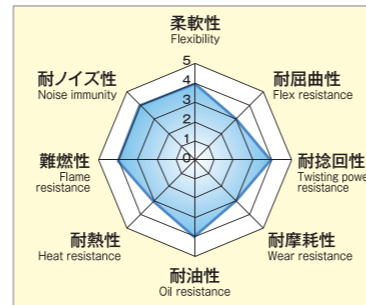 柔軟性
Flexibility
耐ノイズ性
Noise immunity
耐屈曲性
Flex resistance
5
4
3
2
1
0
難燃性
Flame
resistance
耐捻回性
Twisting powe
resistance
耐熱性
Heat resistance
耐摩耗性
Wear resistance
耐油性
Oil resistance